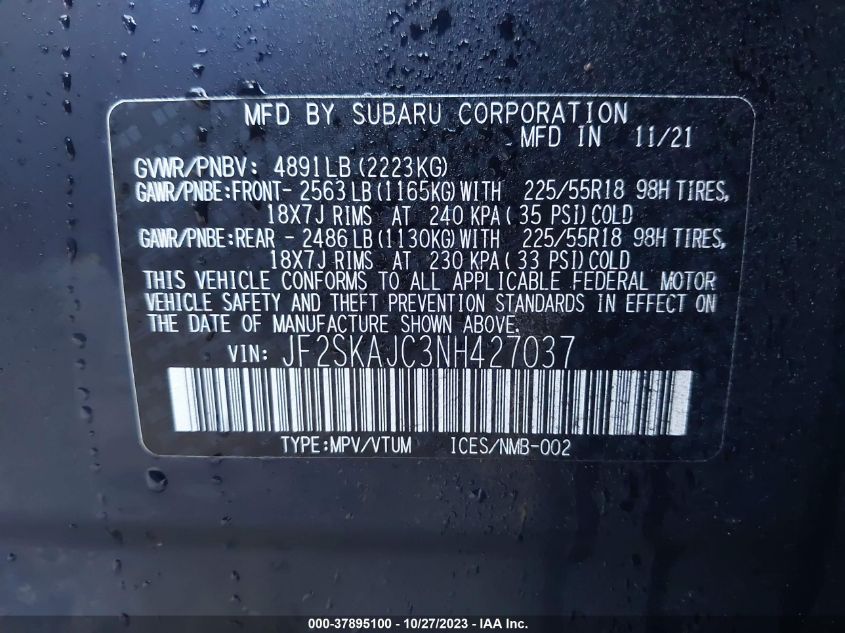 MFD BY SUBARU CORPORATION
MFD IN 11/21
GVWR/PNBV: 4891LB (2223KG)
GAWR/PNBE:FRONT- 2563LB (1165KG) WITH 225/55R18 98H TIRES,
18X7J RIMS AT 240 KPA ( 35 PSI) COLD
GAWR/PNBE:REAR - 2486LB (1130KG) WITH 225/55R18 98H TIRES,
18X7J RIMS AT 230 KPA ( 33 PSI) COLD
THIS VEHICLE CONFORMS TO ALL APPLICABLE FEDERAL MOTOR
VEHICLE SAFETY AND THEFT PREVENTION STANDARDS IN EFFECT ON
THE DATE OF MANUFACTURE SHOWN ABOVE.
VIN: JF2SKAJC3NH427037
TYPE:MPV/VTUM ICES/NMB-002
000-37895100 - 10/27/2023 - IAA Inc.